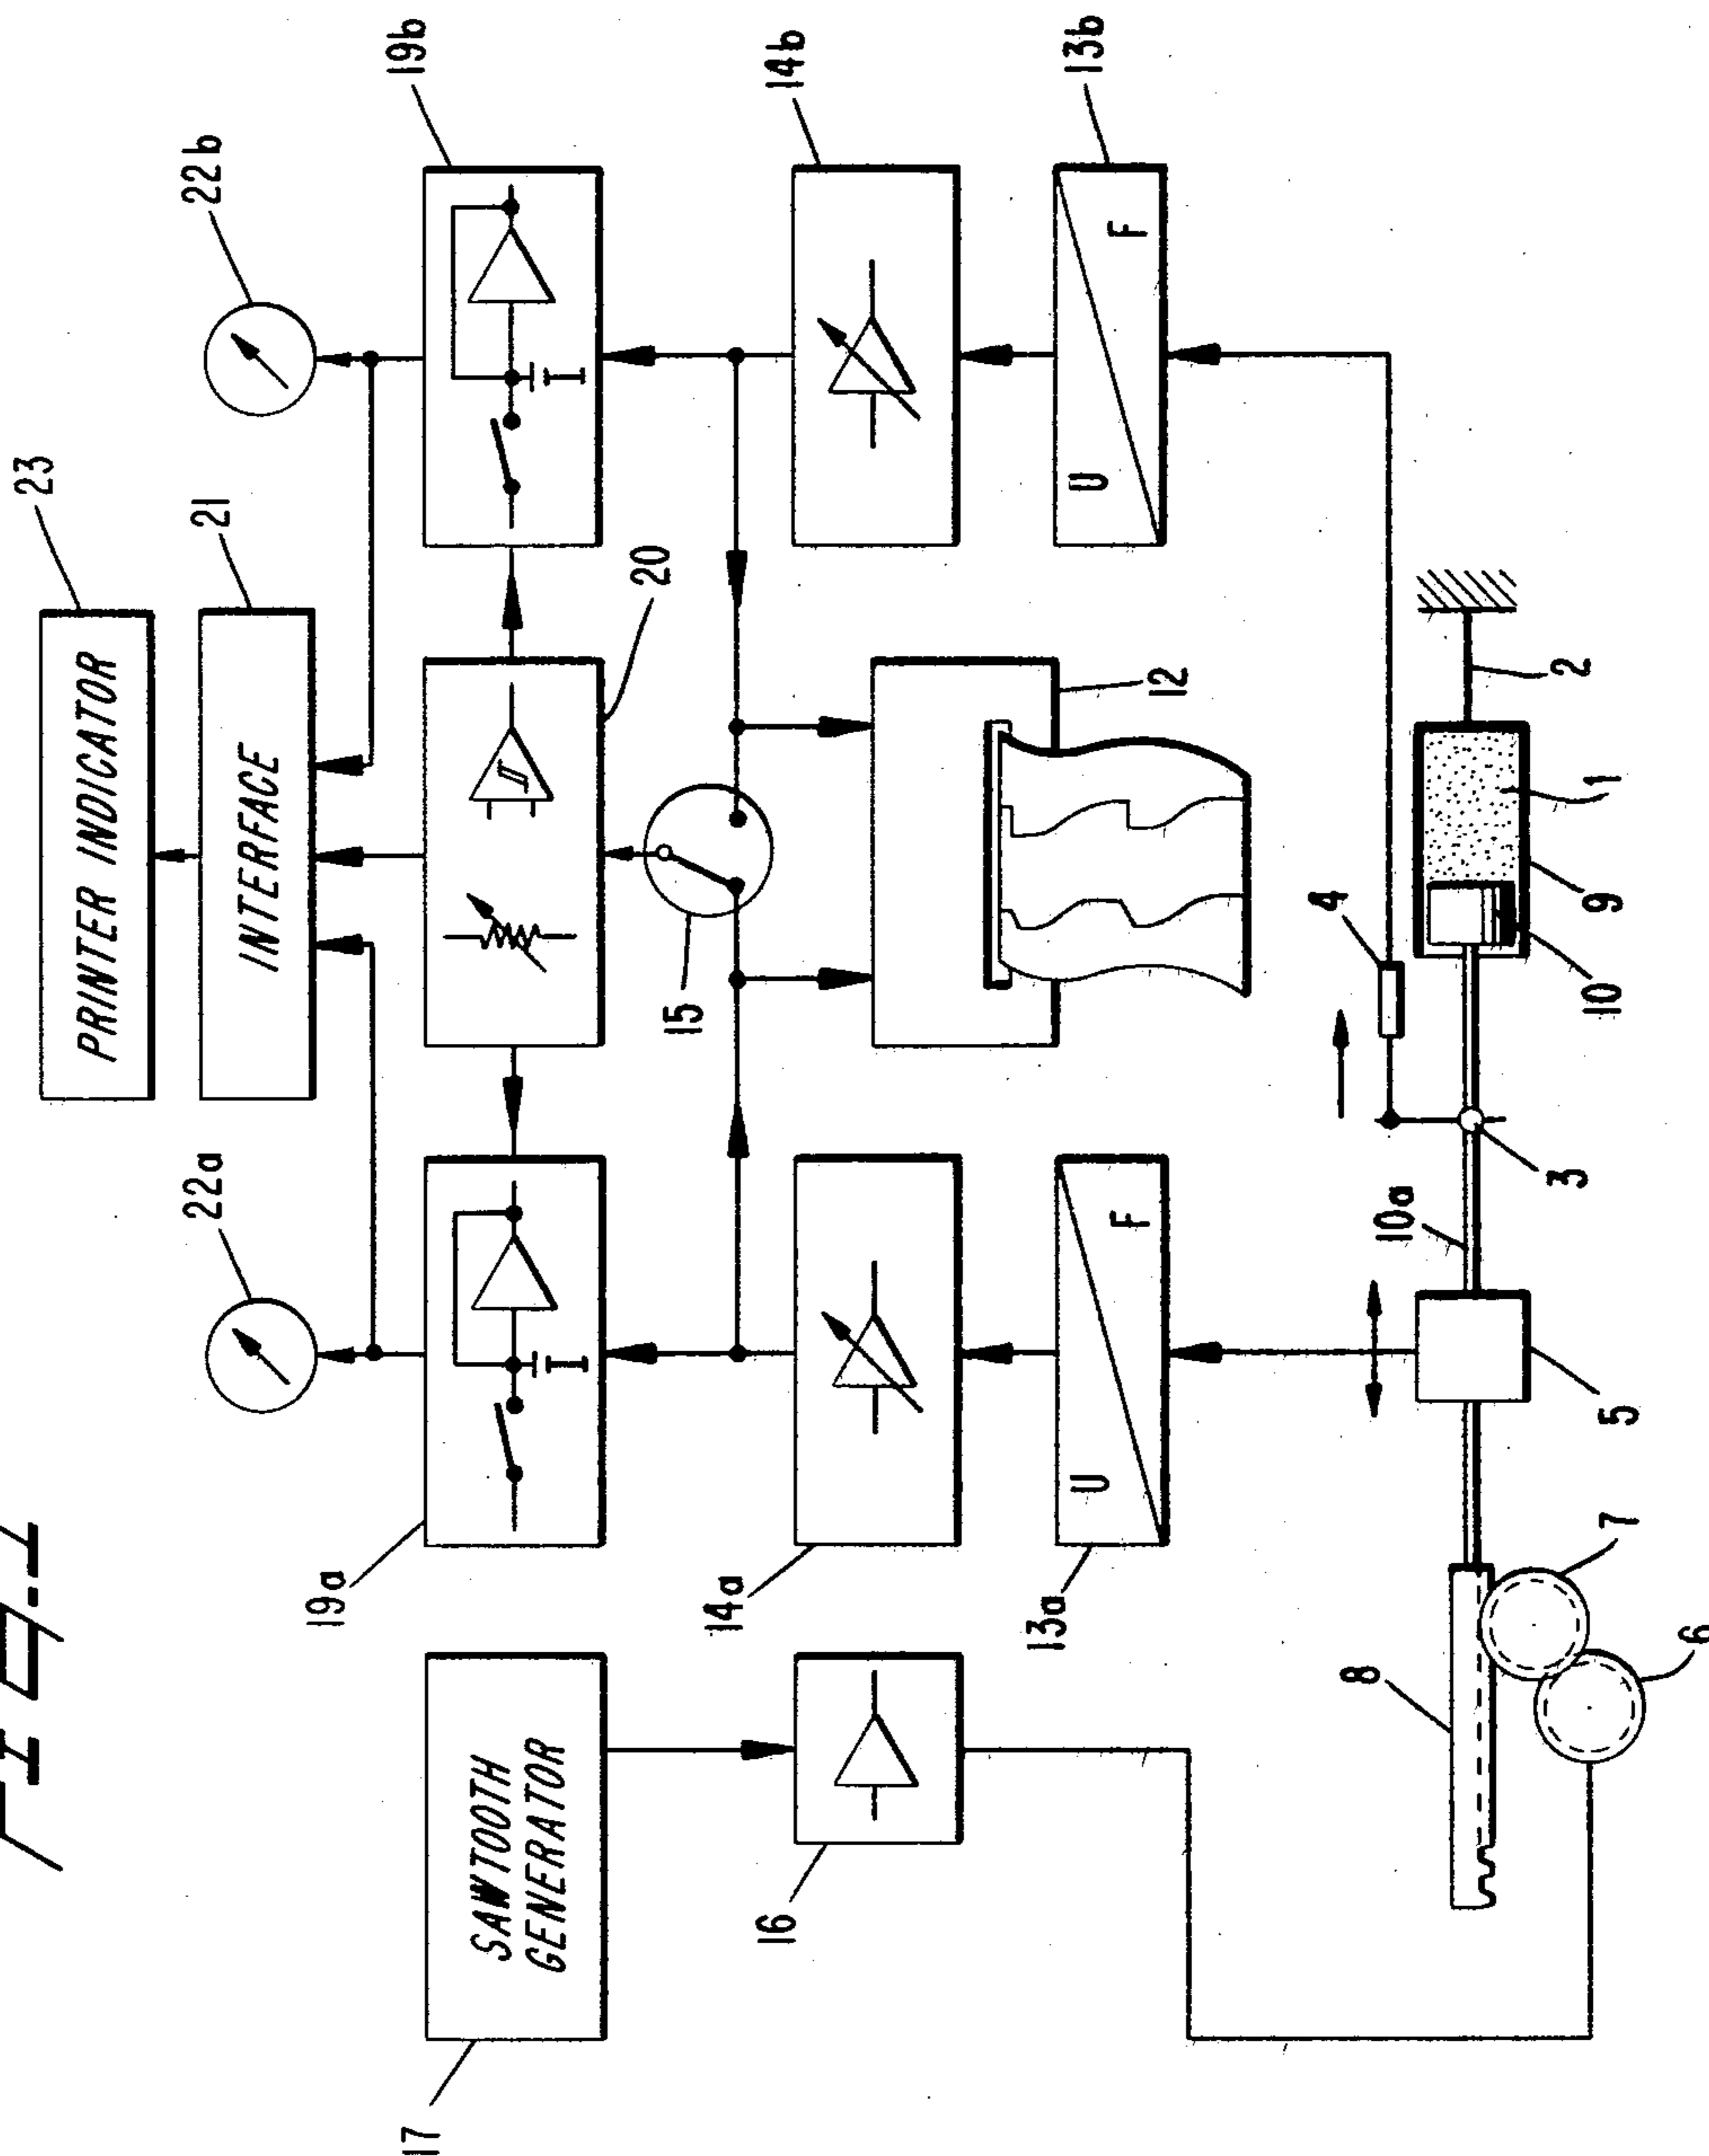 FIG. 1
23
PRINTER INDICATOR
22a
21
22b
INTERFACE
17
SAWTOOTH
GENERATOR
19a
20
19b
15
16
14a
14b
12
13a
U
F
U
F
13b
8
4
10a
2
7
6
5
3
10
9
1